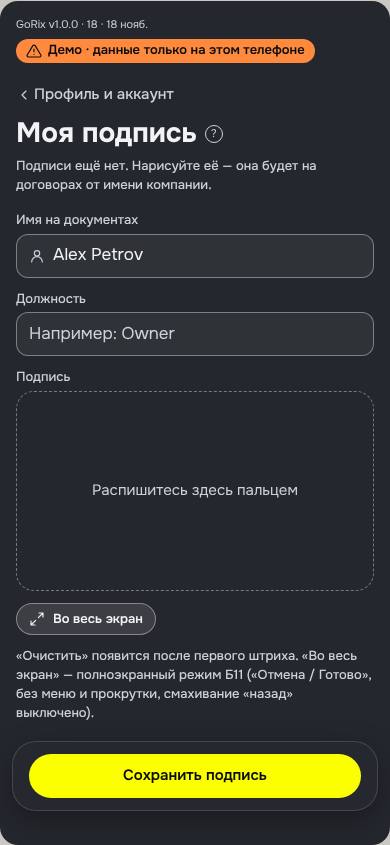 GoRix v1.0.0 · 18 · 18 нояб.
Демо · данные только на этом телефоне
Профиль и аккаунт
Моя подпись ?
Подписи ещё нет. Нарисуйте её — она будет на
договорах от имени компании.
Имя на документах
Alex Petrov
Должность
Например: Owner
Подпись
Распишитесь здесь пальцем
Во весь экран
«Очистить» появится после первого штриха. «Во весь
экран» — полноэкранный режим Б11 («Отмена / Готово»,
без меню и прокрутки, смахивание «назад»
выключено).
Сохранить подпись